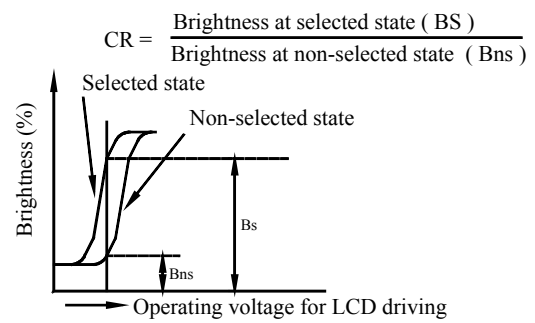 CR = Brightness at selected state ( BS )
Brightness at non-selected state ( Bns )
Selected state
Non-selected state
Brightness (%)
Bs
Bns
Operating voltage for LCD driving